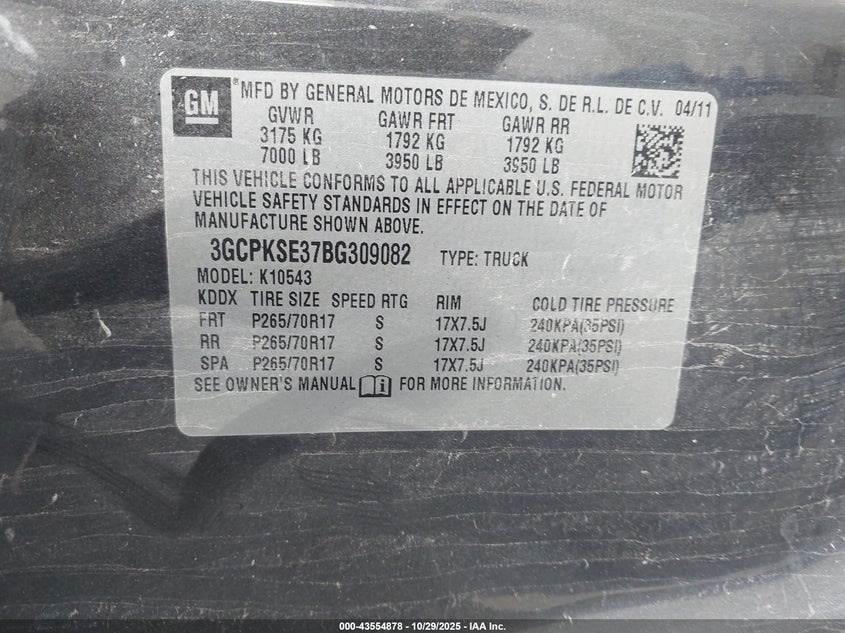 GM
®
*MFD BY GENERAL MOTORS DE MEXICO, S. DE R.L. DE C.V. 04/11
GVWR GAWR FRT GAWR RR
3175 KG 1792 KG 1792 KG
7000 LB 3950 LB 3950 LB
THIS VEHICLE CONFORMS TO ALL APPLICABLE U.S. FEDERAL MOTOR
VEHICLE SAFETY STANDARDS IN EFFECT ON THE DATE OF
MANUFACTURE SHOWN ABOVE.
3GCPKSE37BG309082 TYPE: TRUCK
MODEL: K10543
KDDX TIRE SIZE SPEED RTG RIM COLD TIRE PRESSURE
FRT P265/70R17 S 17X7.5J 240KPA(35PSI)
RR P265/70R17 S 17X7.5J 240KPA(35PSI)
SPA P265/70R17 S 17X7.5J 240KPA(35PSI)
SEE OWNER'S MANUAL i FOR MORE INFORMATION.
000-43554878 | 10/29/2025 - IAA Inc.